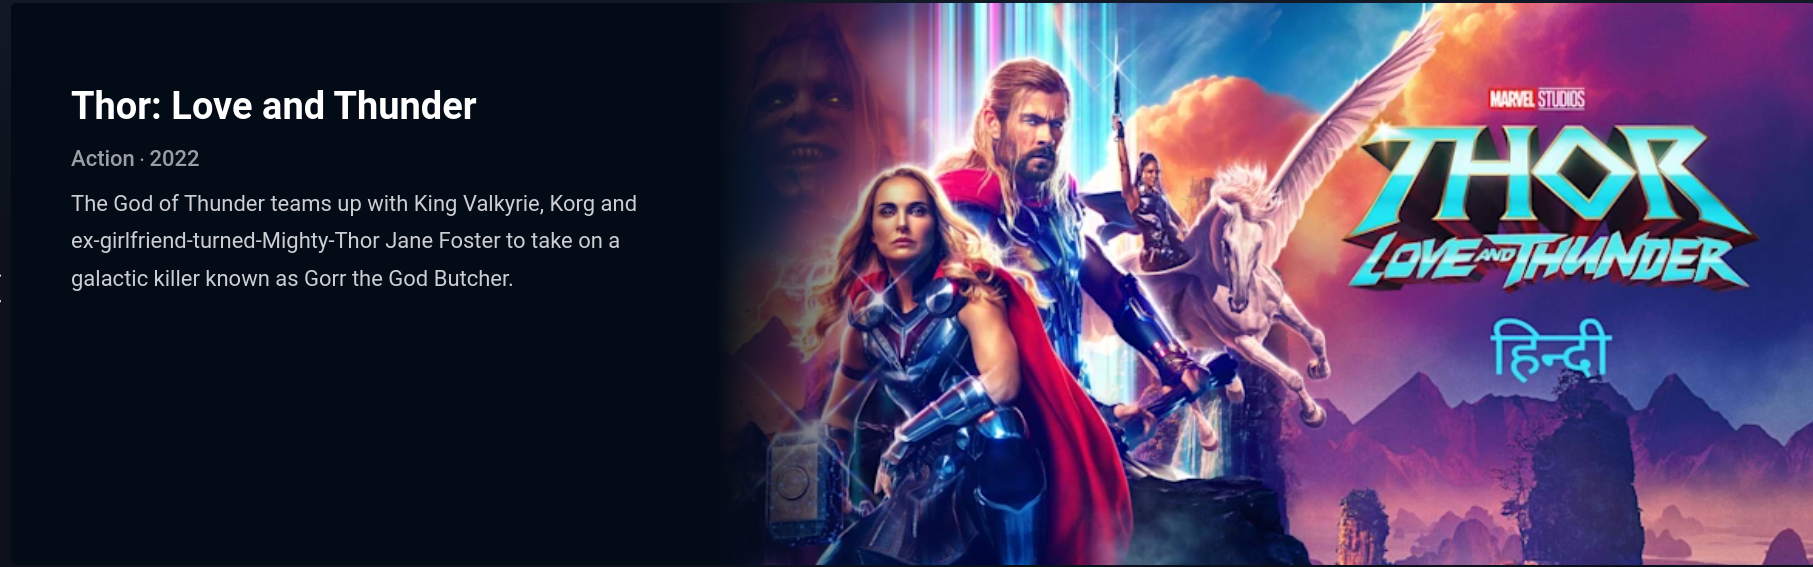 Thor: Love and Thunder
Action · 2022
The God of Thunder teams up with King Valkyrie, Korg and
ex-girlfriend-turned-Mighty-Thor Jane Foster to take on a
galactic killer known as Gorr the God Butcher.
MARVEL STUDIOS
THOR
LOVE AND THUNDER
हिन्दी